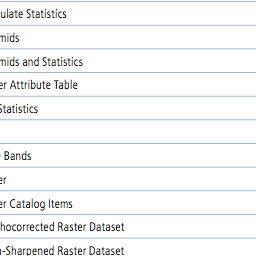 ulate Statistics
mids
mids and Statistics
er Attribute Table
Statistics
Bands
er
er Catalog Items
hocorrected Raster Dataset
n-Sharpened Raster Dataset